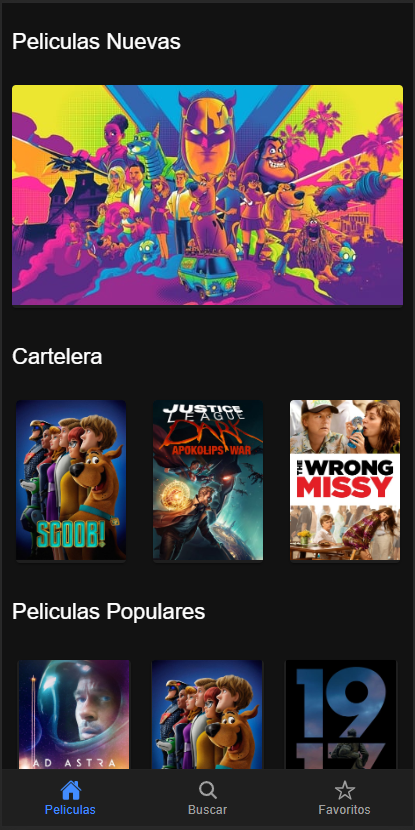 Peliculas Nuevas
Cartelera
SCOOB!
JUSTICE
LEAGUE
DARK
APOKOLIPS WAR
THE WRONG
MISSY
Peliculas Populares
AD ASTRA
19
17
Peliculas
Buscar
Favoritos